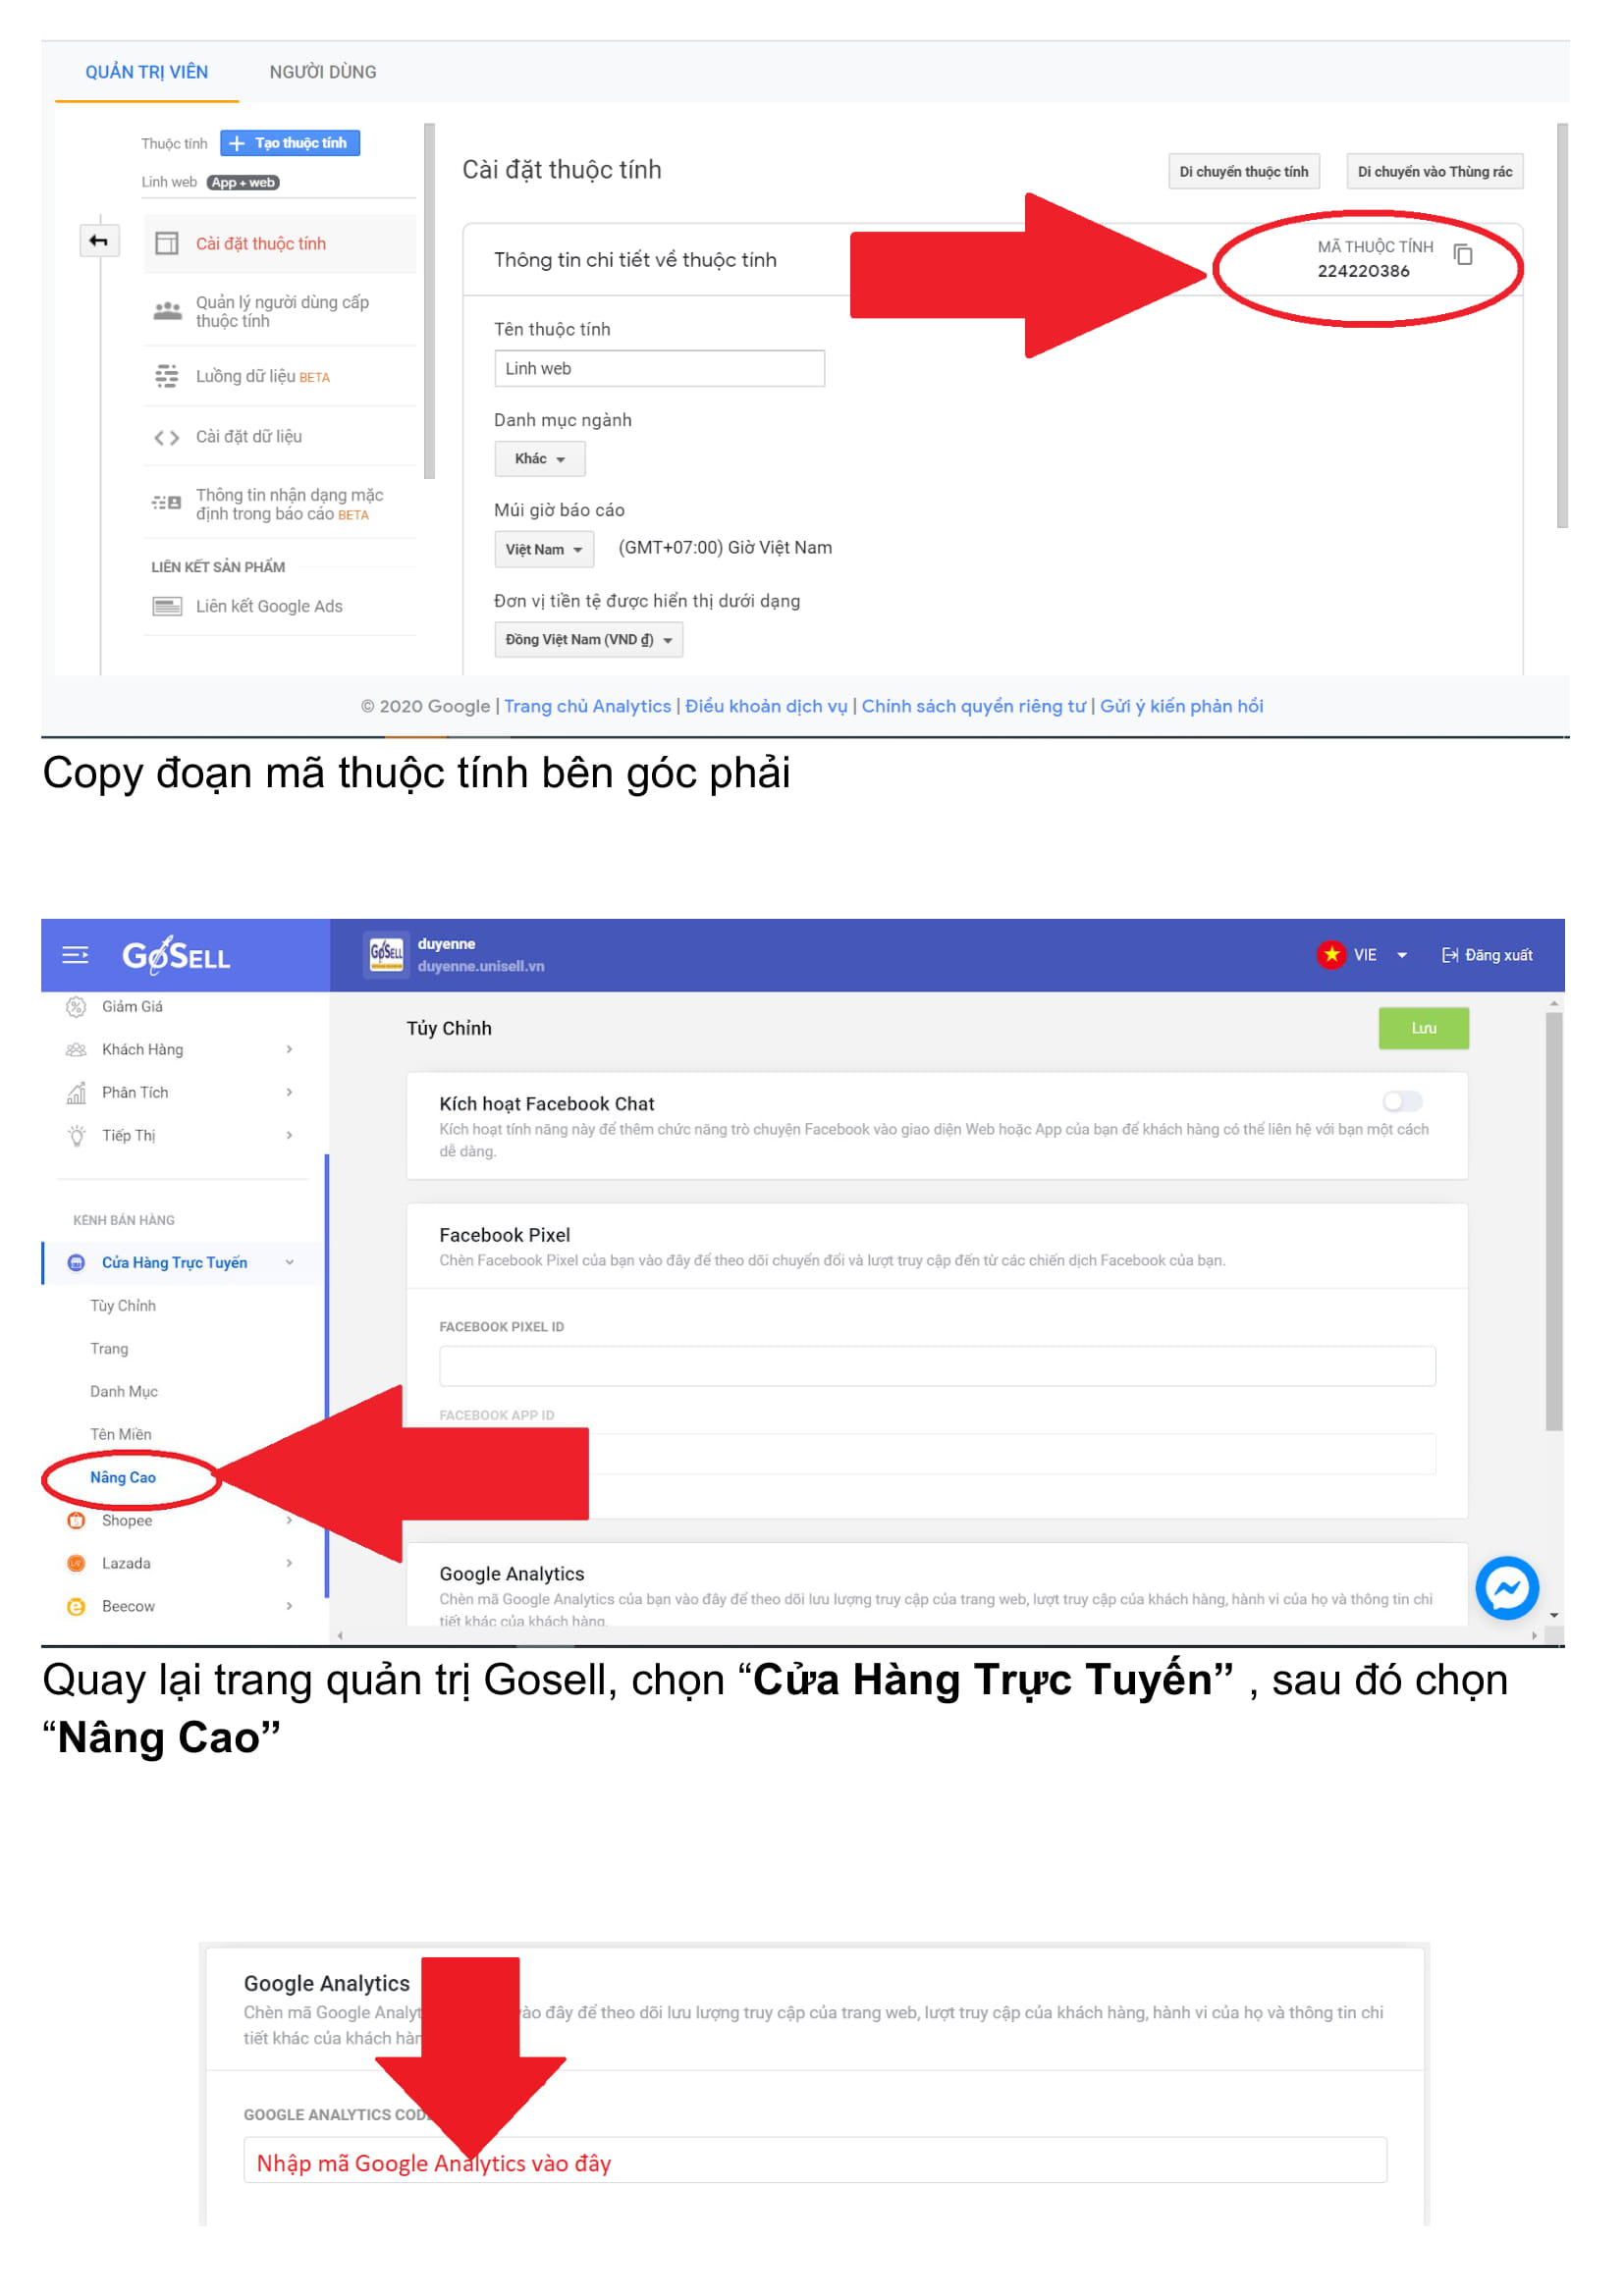 QUẢN TRỊ VIÊN NGƯỜI DÙNG
Thuộc tính + Tạo thuộc tính
Linh web App + web
Cài đặt thuộc tính
Quản lý người dùng cấp
thuộc tính
Luồng dữ liệu BETA
Cài đặt dữ liệu
Thông tin nhận dạng mặc
định trong báo cáo BETA
LIÊN KẾT SẢN PHẨM
Liên kết Google Ads
Cài đặt thuộc tính
Di chuyển thuộc tính Di chuyển vào Thùng rác
Thông tin chi tiết về thuộc tính
MÃ THUỘC TÍNH
224220386
Tên thuộc tính
Linh web
Danh mục ngành
Khác
Múi giờ báo cáo
Việt Nam (GMT+07:00) Giờ Việt Nam
Đơn vị tiền tệ được hiển thị dưới dạng
Đồng Việt Nam (VND ₫)
© 2020 Google | Trang chủ Analytics | Điều khoản dịch vụ | Chính sách quyền riêng tư | Gửi ý kiến phản hồi
Copy đoạn mã thuộc tính bên góc phải
GoSELL
GoSELL
duyenne
duyenne.unisell.vn
VIE
Đăng xuất
Giảm Giá
Khách Hàng
Phân Tích
Tiếp Thị
KÊNH BÁN HÀNG
Cửa Hàng Trực Tuyến
Tùy Chỉnh
Trang
Danh Mục
Tên Miền
Nâng Cao
Shopee
Lazada
Beecow
Tủy Chỉnh
Lưu
Kích hoạt Facebook Chat
Kích hoạt tính năng này để thêm chức năng trò chuyện Facebook vào giao diện Web hoặc App của bạn để khách hàng có thể liên hệ với bạn một cách
dễ dàng.
Facebook Pixel
Chèn Facebook Pixel của bạn vào đây để theo dõi chuyển đổi và lượt truy cập đến từ các chiến dịch Facebook của bạn.
FACEBOOK PIXEL ID
FACEBOOK APP ID
Google Analytics
Chèn mã Google Analytics của bạn vào đây để theo dõi lưu lượng truy cập của trang web, lượt truy cập của khách hàng, hành vi của họ và thông tin chi
tiết khác của khách hàng.
Quay lại trang quản trị Gosell, chọn “Cửa Hàng Trực Tuyến” , sau đó chọn
“Nâng Cao”
Google Analytics
Chèn mã Google Analyt vào đây để theo dõi lưu lượng truy cập của trang web, lượt truy cập của khách hàng, hành vi của họ và thông tin chi
tiết khác của khách hàn
GOOGLE ANALYTICS CODE
Nhập mã Google Analytics vào đây